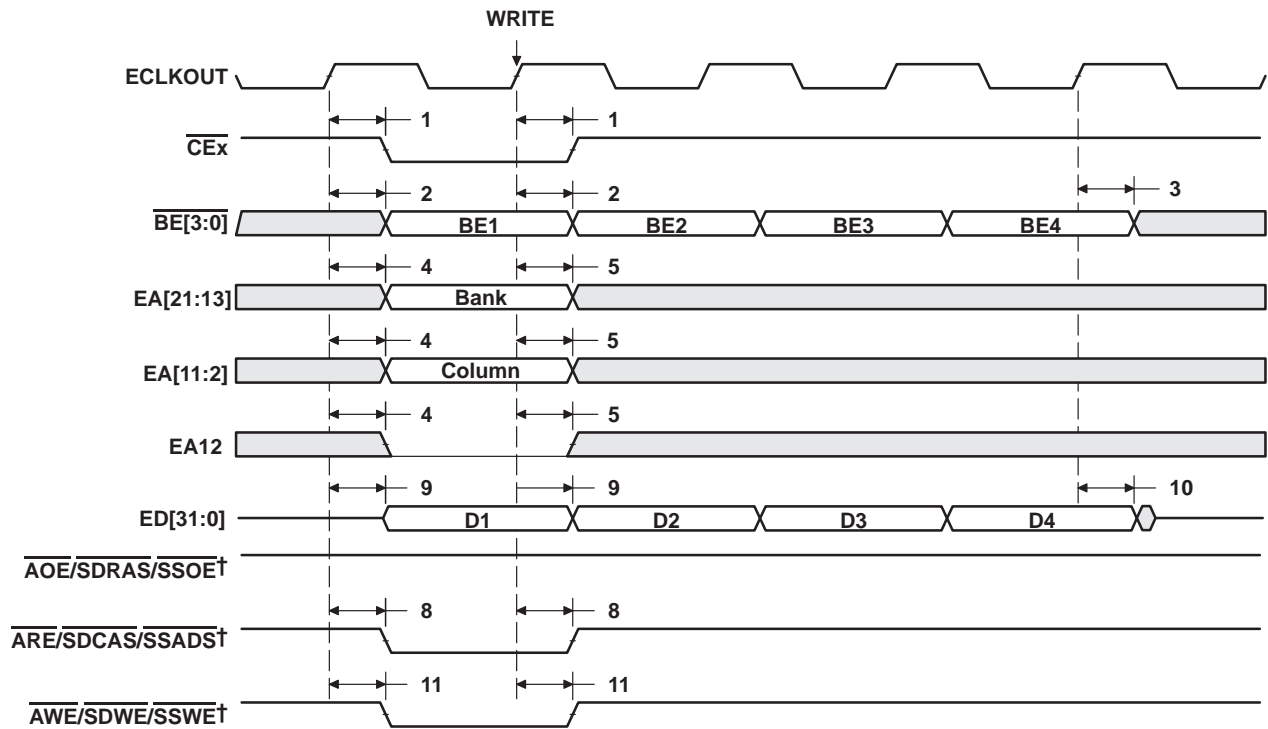 WRITE
ECLKOUT
1 1
CEx
2 2 3
BE[3:0] BE1 BE2 BE3 BE4
4 5
EA[21:13] Bank
4 5
EA[11:2] Column
4 5
EA12
9 9 10
ED[31:0] D1 D2 D3 D4
AOE/SDRAS/SSOE†
8 8
ARE/SDCAS/SSADS†
11 11
AWE/SDWE/SSWE†